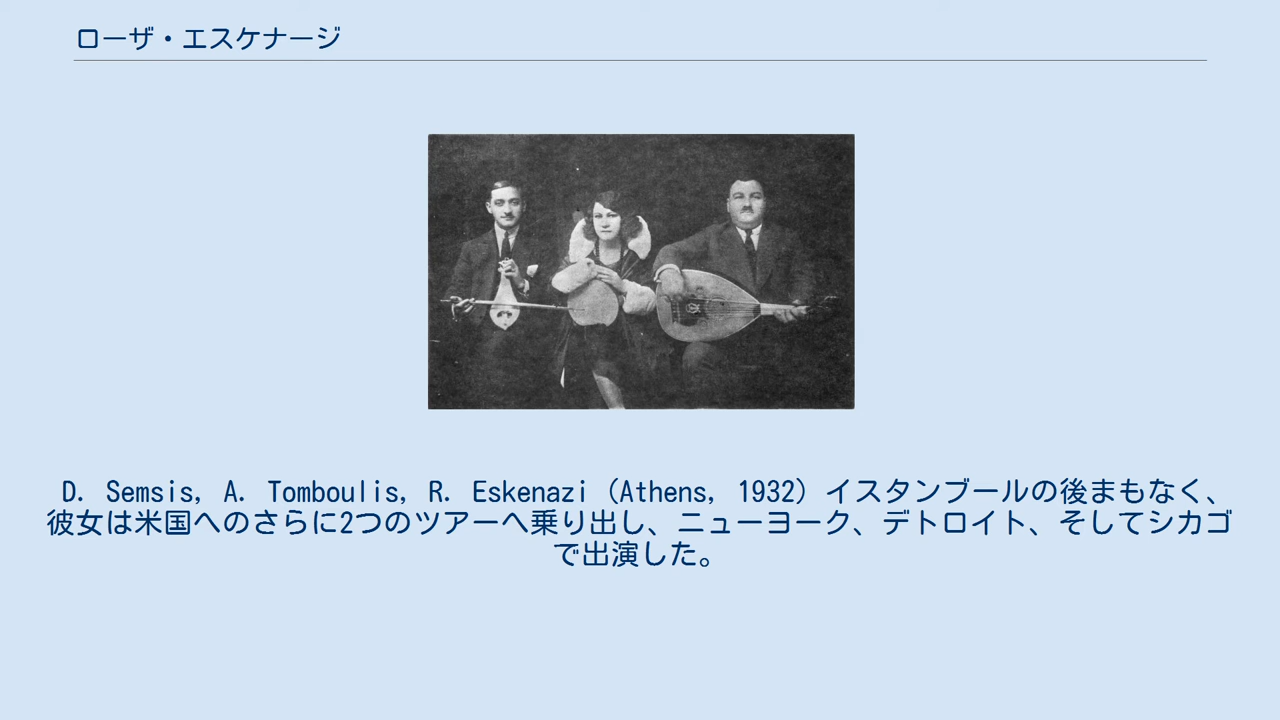 ローザ・エスケナージ
D. Semsis, A. Tomboulis, R. Eskenazi (Athens, 1932) イスタンブールの後まもなく、
彼女は米国へのさらに2つのツアーへ乗り出し、ニューヨーク、デトロイト、そしてシカゴ
で出演した。